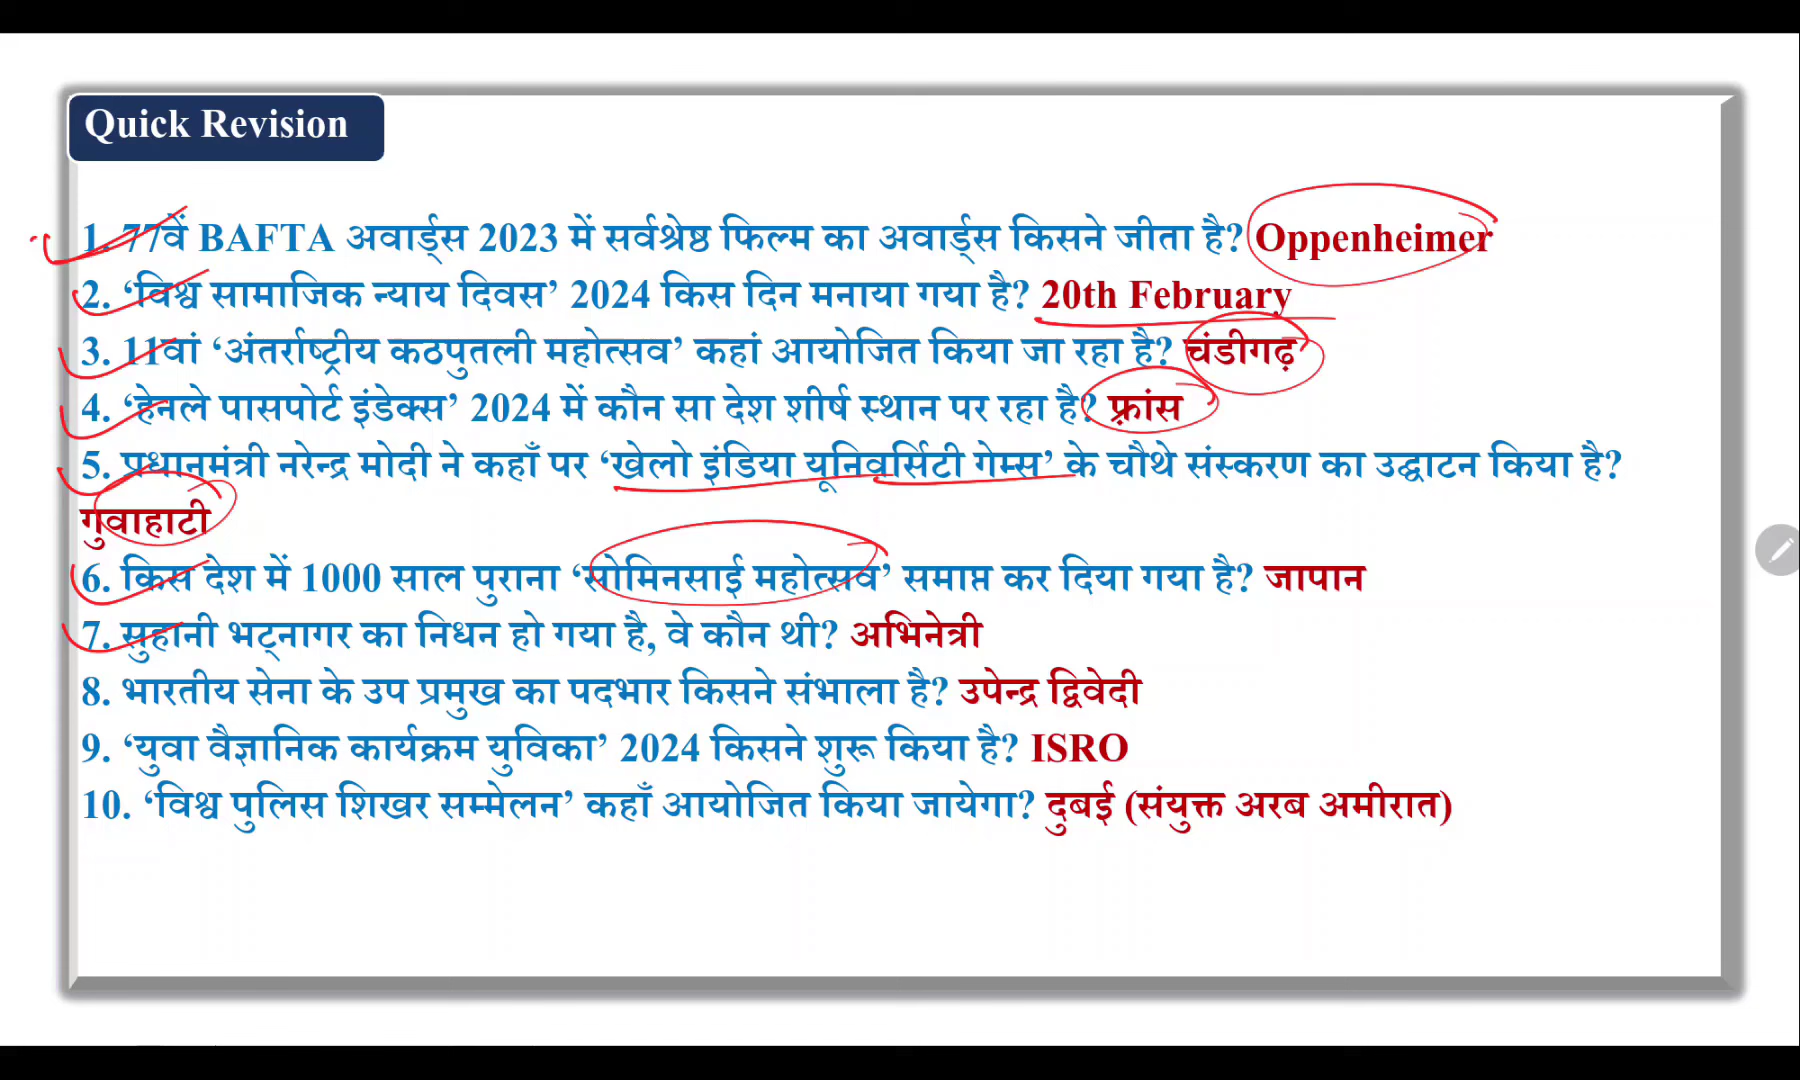 Quick Revision
1. 77वें BAFTA अवार्ड्स 2023 में सर्वश्रेष्ठ फिल्म का अवार्ड्स किसने जीता है? Oppenheimer
2. ‘विश्व सामाजिक न्याय दिवस’ 2024 किस दिन मनाया गया है? 20th February
3. 11वां ‘अंतर्राष्ट्रीय कठपुतली महोत्सव’ कहां आयोजित किया जा रहा है? चंडीगढ़
4. ‘हेनले पासपोर्ट इंडेक्स’ 2024 में कौन सा देश शीर्ष स्थान पर रहा है? फ़्रांस
5. प्रधानमंत्री नरेन्द्र मोदी ने कहाँ पर ‘खेलो इंडिया यूनिवर्सिटी गेम्स’ के चौथे संस्करण का उद्घाटन किया है?
गुवाहाटी
6. किस देश में 1000 साल पुराना ‘सोमिनसाई महोत्सव’ समाप्त कर दिया गया है? जापान
7. सुहानी भट्नागर का निधन हो गया है, वे कौन थी? अभिनेत्री
8. भारतीय सेना के उप प्रमुख का पदभार किसने संभाला है? उपेन्द्र द्विवेदी
9. ‘युवा वैज्ञानिक कार्यक्रम युविका’ 2024 किसने शुरू किया है? ISRO
10. ‘विश्व पुलिस शिखर सम्मेलन’ कहाँ आयोजित किया जायेगा? दुबई (संयुक्त अरब अमीरात)